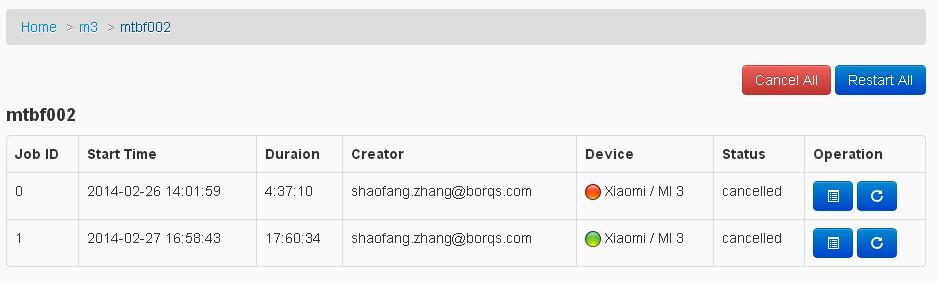 Home > m3 > mtbf002
Cancel All Restart All
mtbf002
Job ID Start Time Duraion Creator Device Status Operation
0 2014-02-26 14:01:59 4:37:10 shaofang.zhang@borqs.com Xiaomi / MI 3 cancelled
1 2014-02-27 16:58:43 17:60:34 shaofang.zhang@borqs.com Xiaomi / MI 3 cancelled